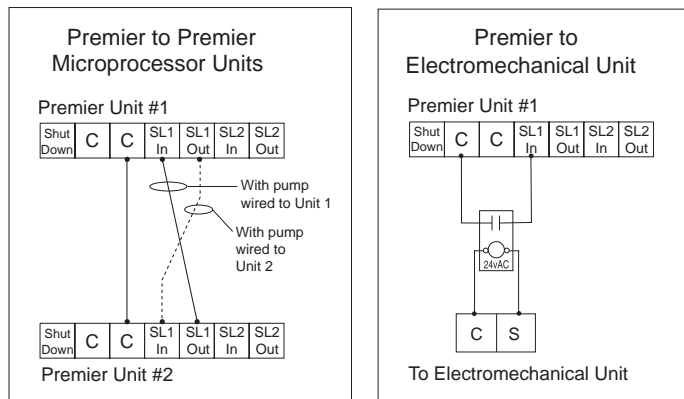 Premier to Premier
Microprocessor Units
Premier Unit #1
Shut
Down
C
C
SL1
In
SL1
Out
SL2
In
SL2
Out
With pump
wired to Unit 1
With pump
wired to
Unit 2
Shut
Down
C
C
SL1
In
SL1
Out
SL2
In
SL2
Out
Premier Unit #2
Premier to
Electromechanical Unit
Premier Unit #1
Shut
Down
C
C
SL1
In
SL1
Out
SL2
In
SL2
Out
24vAC
C
S
To Electromechanical Unit